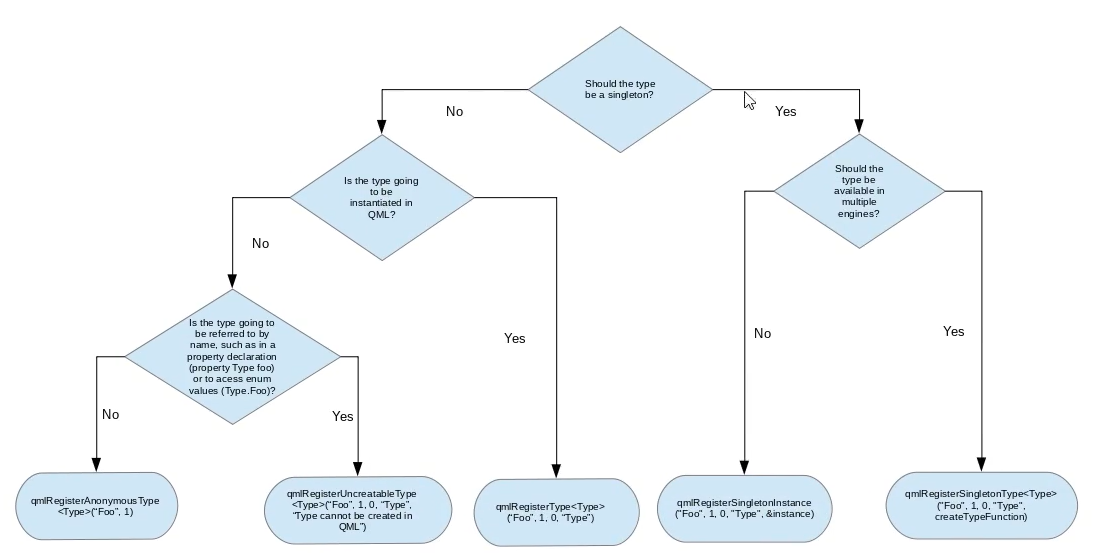 Should the type
be a singleton?
No
Yes
Is the type going
to be
instantiated in
QML?
Should the
type be
available in
multiple
engines?
No
Yes
No
Yes
Is the type going to
be referred to by
name, such as in a
property declaration
(property Type foo)
or to acess enum
values (Type.Foo)?
No
Yes
qmlRegisterAnonymousType
<Type>(“Foo”, 1)
qmlRegisterUncreatableType
<Type>(“Foo”, 1, 0, “Type”,
“Type cannot be created in
QML”)
qmlRegisterType<Type>
(“Foo”, 1, 0, “Type”)
qmlRegisterSingletonInstance
(“Foo”, 1, 0, “Type”, &instance)
qmlRegisterSingletonType<Type>
(“Foo”, 1, 0, “Type”,
createTypeFunction)